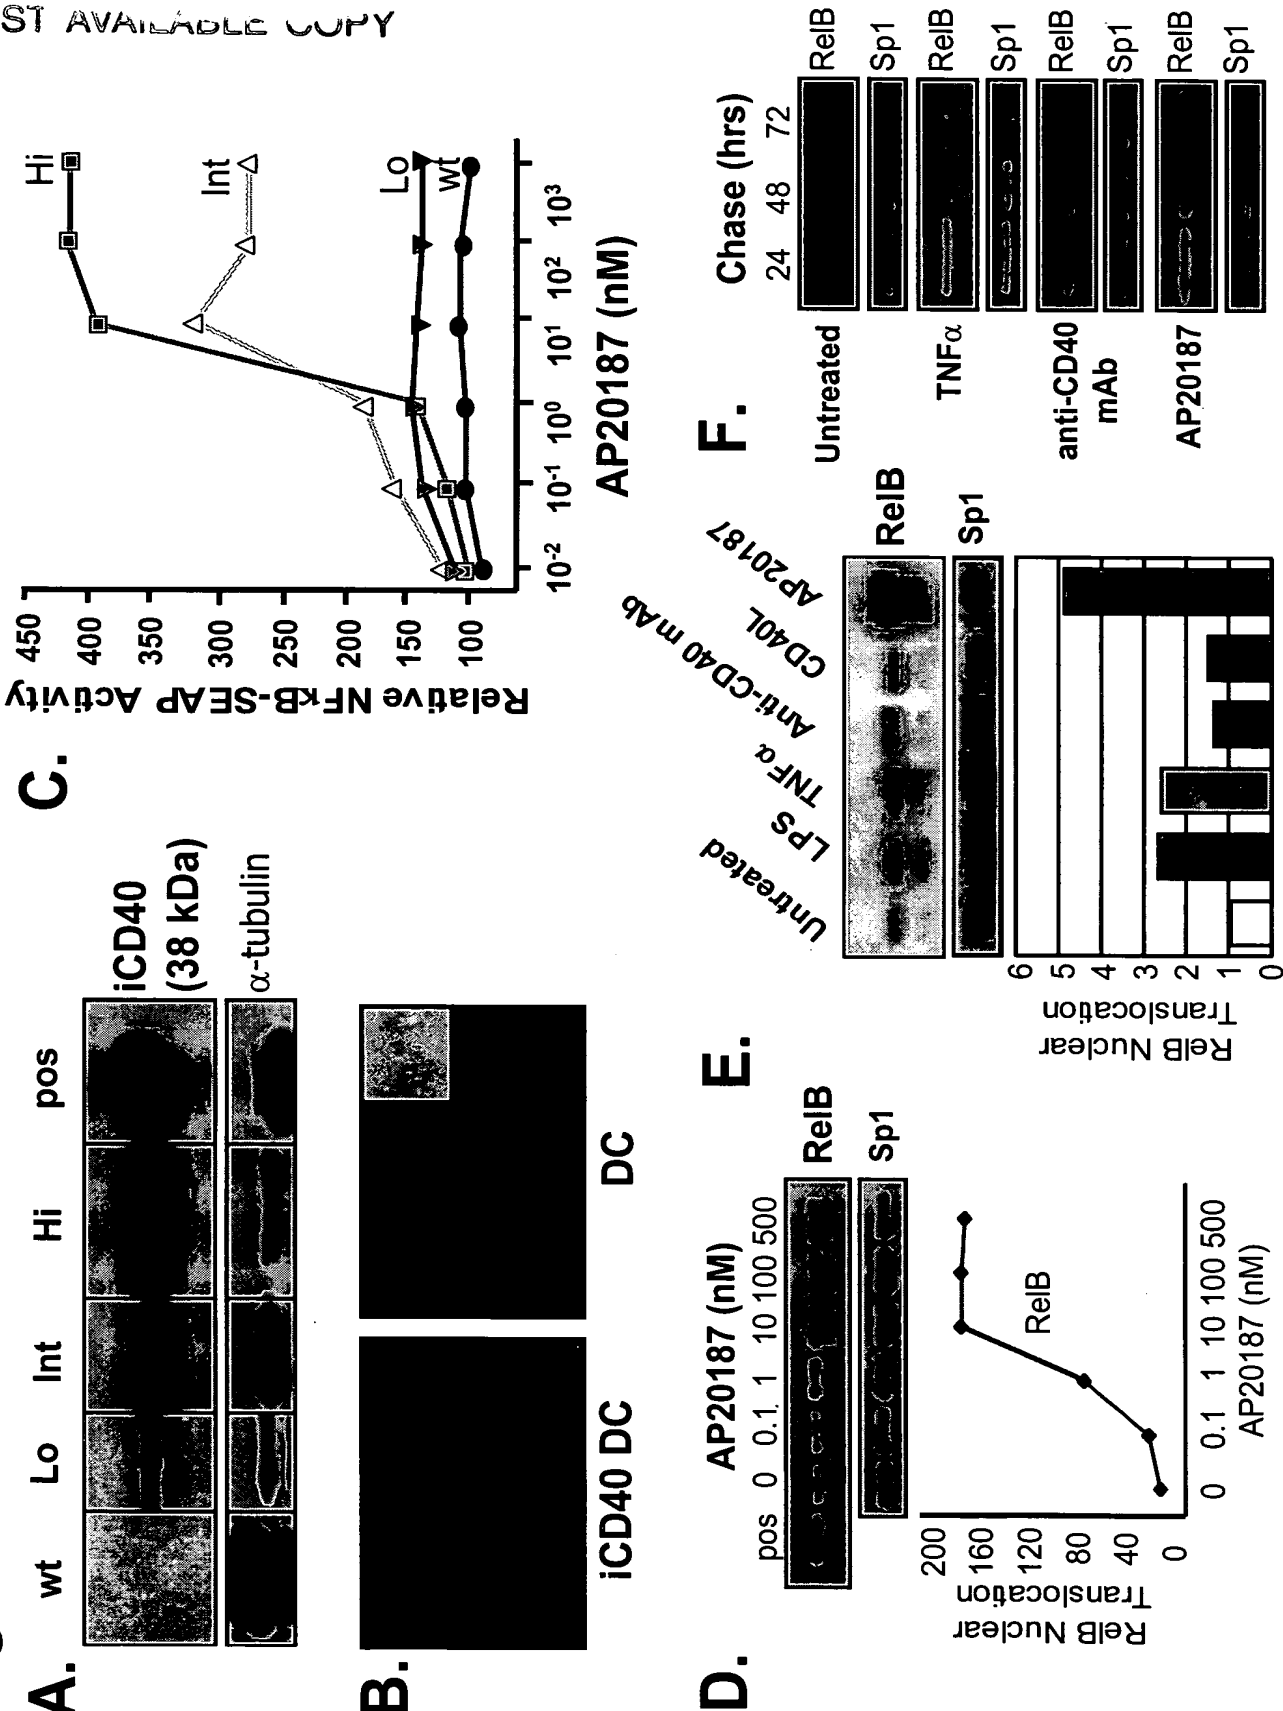 ST AVAILABLE COPY
A.
wt Lo Int Hi pos
iCD40
(38 kDa)
α-tubulin
B.
iCD40 DC
DC
C.
Relative NFκB-SEAP Activity
450
400
350
300
250
200
150
100
Hi
Int
Lo
wt
10-2 10-1 100 101 102 103
AP20187 (nM)
D.
AP20187 (nM)
pos 0 0.1 1 10 100 500
RelB
Sp1
RelB Nuclear
Translocation
200
160
120
80
40
0
RelB
0 0.1 1 10 100 500
AP20187 (nM)
E.
Untreated
LPS
TNFα
Anti-CD40 mAb
CD40L
AP20187
RelB
Sp1
RelB Nuclear
Translocation
6
5
4
3
2
1
0
F.
Chase (hrs)
24 48 72
Untreated
RelB
Sp1
TNFα
RelB
Sp1
anti-CD40
mAb
RelB
Sp1
AP20187
RelB
Sp1